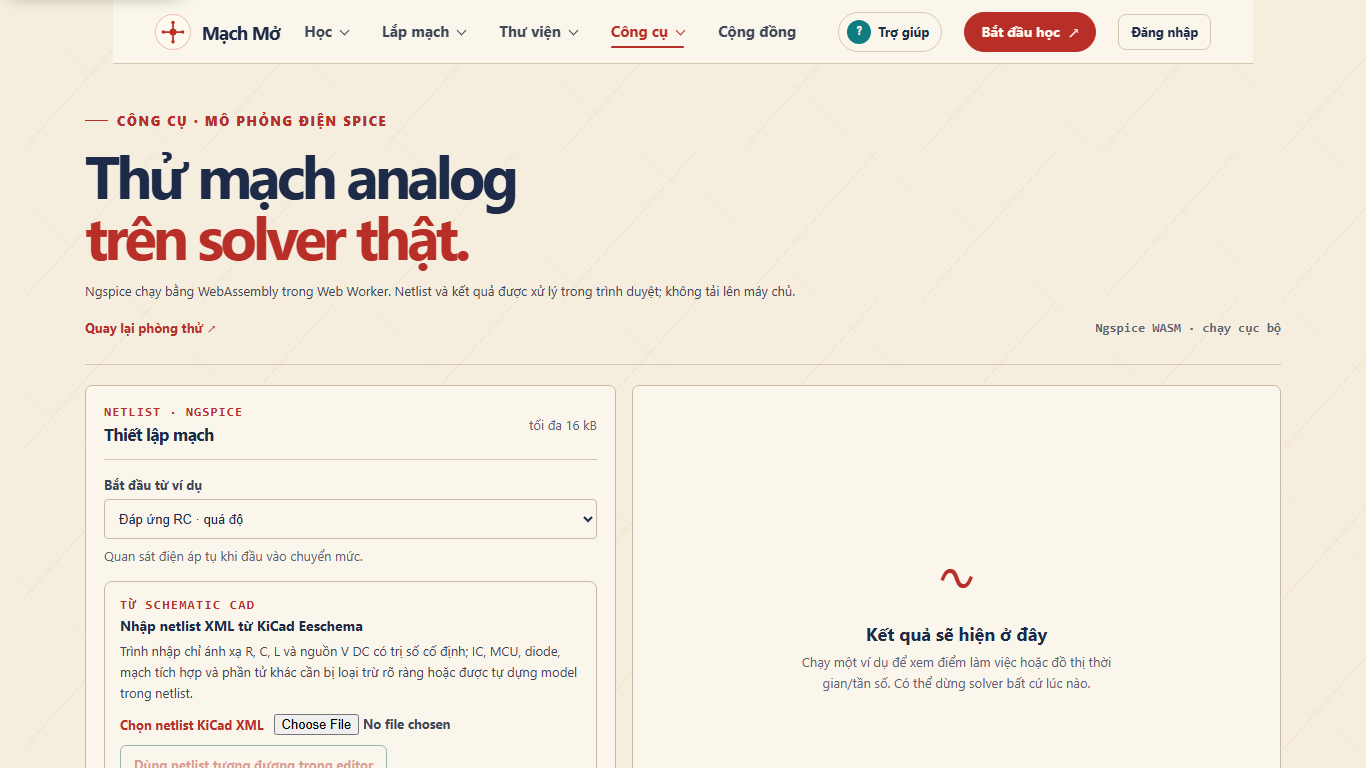 Mạch Mở
Học
Lắp mạch
Thư viện
Công cụ
Cộng đồng
? Trợ giúp
Bắt đầu học ↗
Đăng nhập
CÔNG CỤ · MÔ PHỎNG ĐIỆN SPICE
Thử mạch analog
trên solver thật.
Ngspice chạy bằng WebAssembly trong Web Worker. Netlist và kết quả được xử lý trong trình duyệt; không tải lên máy chủ.
Quay lại phòng thử ↗
Ngspice WASM · chạy cục bộ
NETLIST · NGSPICE
Thiết lập mạch
tối đa 16 kB
Bắt đầu từ ví dụ
Đáp ứng RC · quá độ
Quan sát điện áp tụ khi đầu vào chuyển mức.
TỪ SCHEMATIC CAD
Nhập netlist XML từ KiCad Eeschema
Trình nhập chỉ ánh xạ R, C, L và nguồn V DC có trị số cố định; IC, MCU, diode,
mạch tích hợp và phần tử khác cần bị loại trừ rõ ràng hoặc được tự dựng model
trong netlist.
Chọn netlist KiCad XML Choose File No file chosen
Dùng netlist tương đương trong editor
Kết quả sẽ hiện ở đây
Chạy một ví dụ để xem điểm làm việc hoặc đồ thị thời
gian/tần số. Có thể dừng solver bất cứ lúc nào.